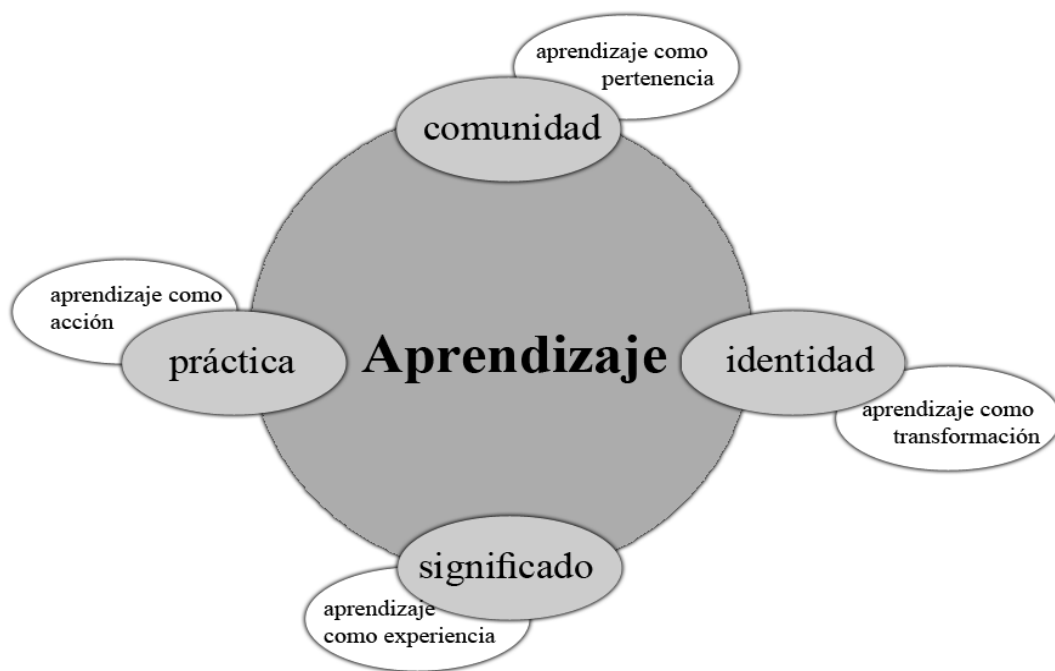 aprendizaje como
pertenencia
comunidad
aprendizaje como
acción
práctica
Aprendizaje
identidad
aprendizaje como
transformación
significado
aprendizaje
como experiencia